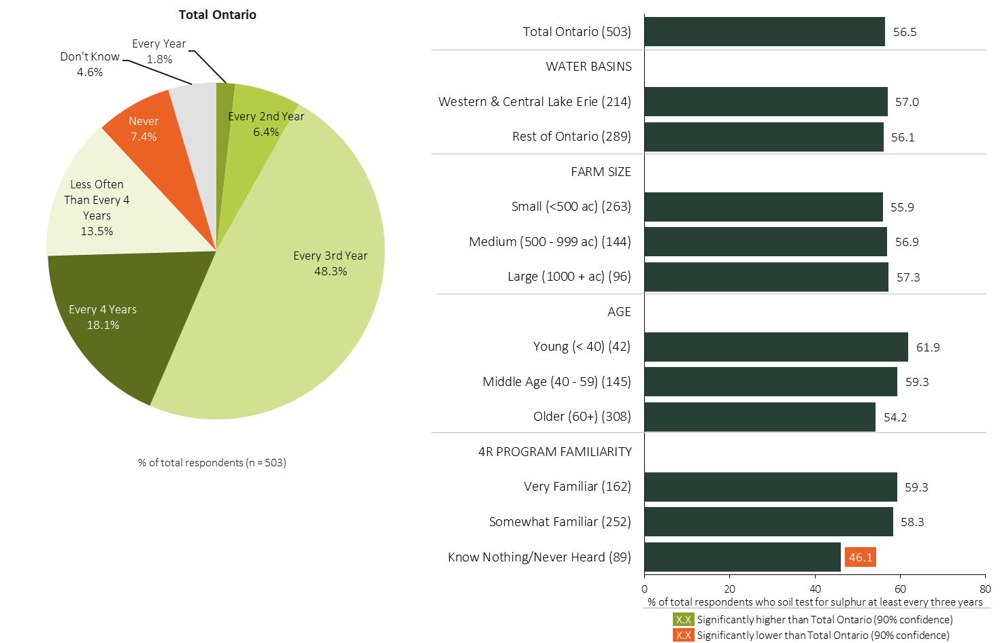 Total Ontario
Every Year
1.8%
Don't Know
4.6%
Every 2nd Year
6.4%
Never
7.4%
Less Often
Than Every 4
Years
13.5%
Every 3rd Year
48.3%
Every 4 Years
18.1%
% of total respondents (n = 503)
Total Ontario (503) 56.5
WATER BASINS
Western & Central Lake Erie (214) 57.0
Rest of Ontario (289) 56.1
FARM SIZE
Small (<500 ac) (263) 55.9
Medium (500 - 999 ac) (144) 56.9
Large (1000 + ac) (96) 57.3
AGE
Young (< 40) (42) 61.9
Middle Age (40 - 59) (145) 59.3
Older (60+) (308) 54.2
4R PROGRAM FAMILIARITY
Very Familiar (162) 59.3
Somewhat Familiar (252) 58.3
Know Nothing/Never Heard (89) 46.1
0 20 40 60 80
% of total respondents who soil test for sulphur at least every three years
X.X Significantly higher than Total Ontario (90% confidence)
X.X Significantly lower than Total Ontario (90% confidence)